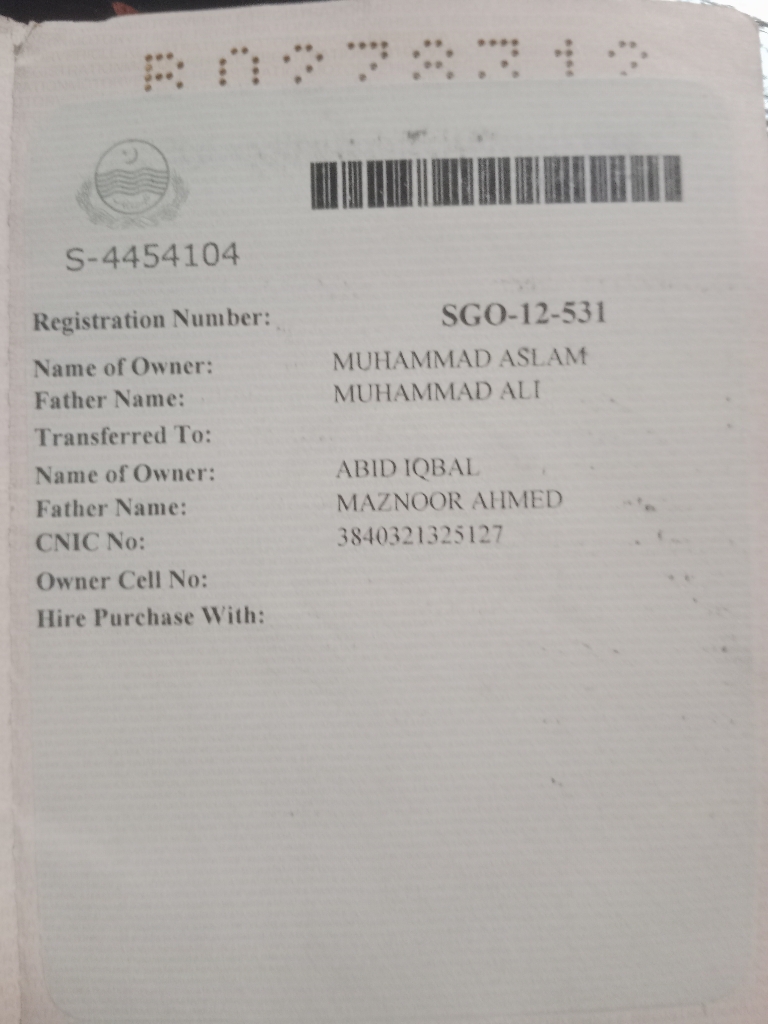 R0278312
S-4454104
Registration Number: SGO-12-531
Name of Owner: MUHAMMAD ASLAM
Father Name: MUHAMMAD ALI
Transferred To:
Name of Owner: ABID IQBAL
Father Name: MAZNOOR AHMED
CNIC No: 3840321325127
Owner Cell No:
Hire Purchase With: